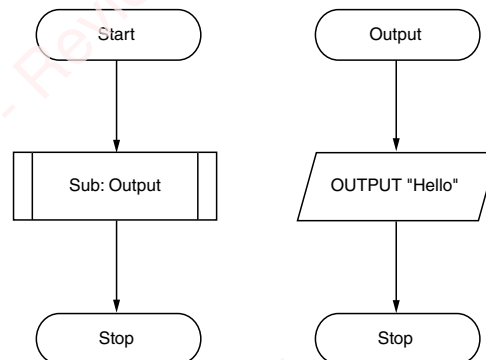 Start
Sub: Output
Stop
Output
OUTPUT "Hello"
Stop